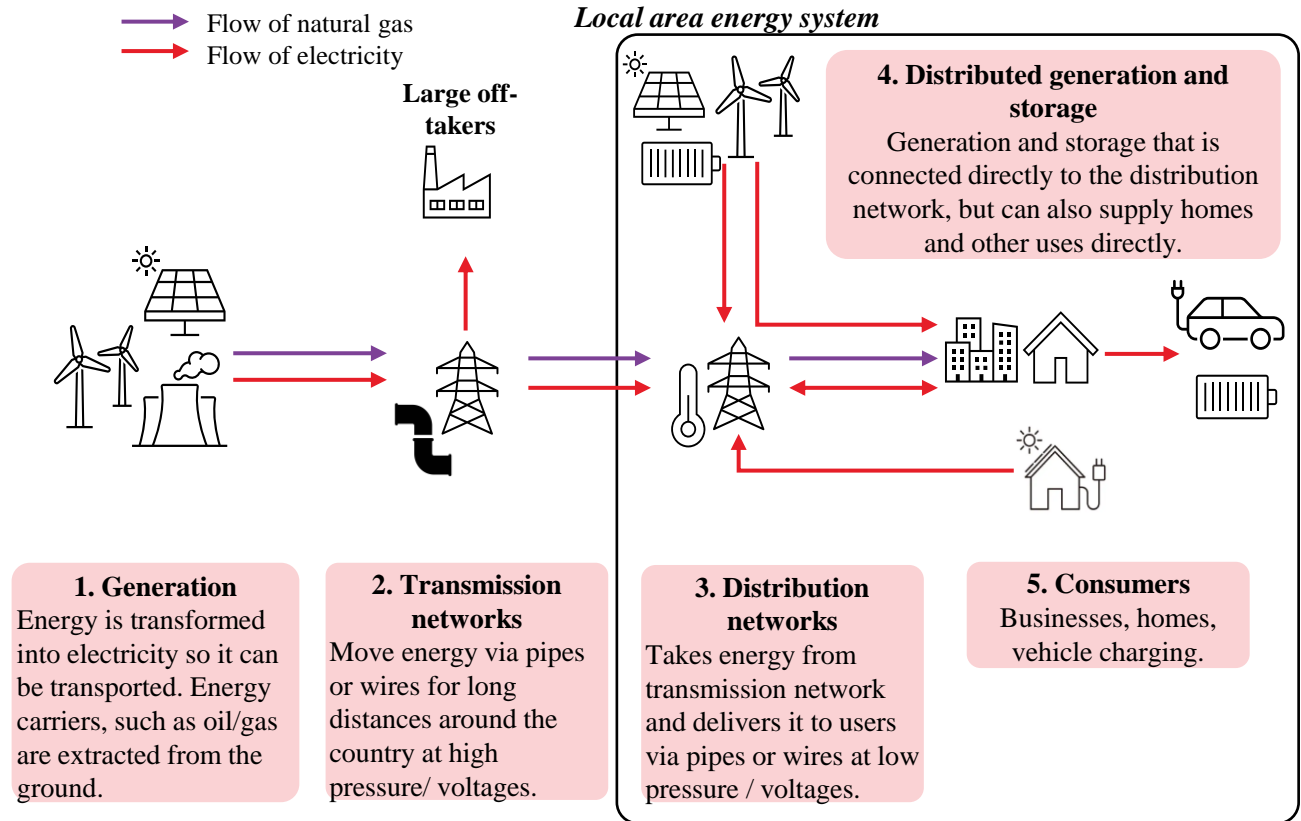 Local area energy system
Flow of natural gas
Flow of electricity
Large off-
takers
4. Distributed generation and
storage
Generation and storage that is
connected directly to the distribution
network, but can also supply homes
and other uses directly.
1. Generation
Energy is transformed
into electricity so it can
be transported. Energy
carriers, such as oil/gas
are extracted from the
ground.
2. Transmission
networks
Move energy via pipes
or wires for long
distances around the
country at high
pressure/ voltages.
3. Distribution
networks
Takes energy from
transmission network
and delivers it to users
via pipes or wires at low
pressure / voltages.
5. Consumers
Businesses, homes,
vehicle charging.